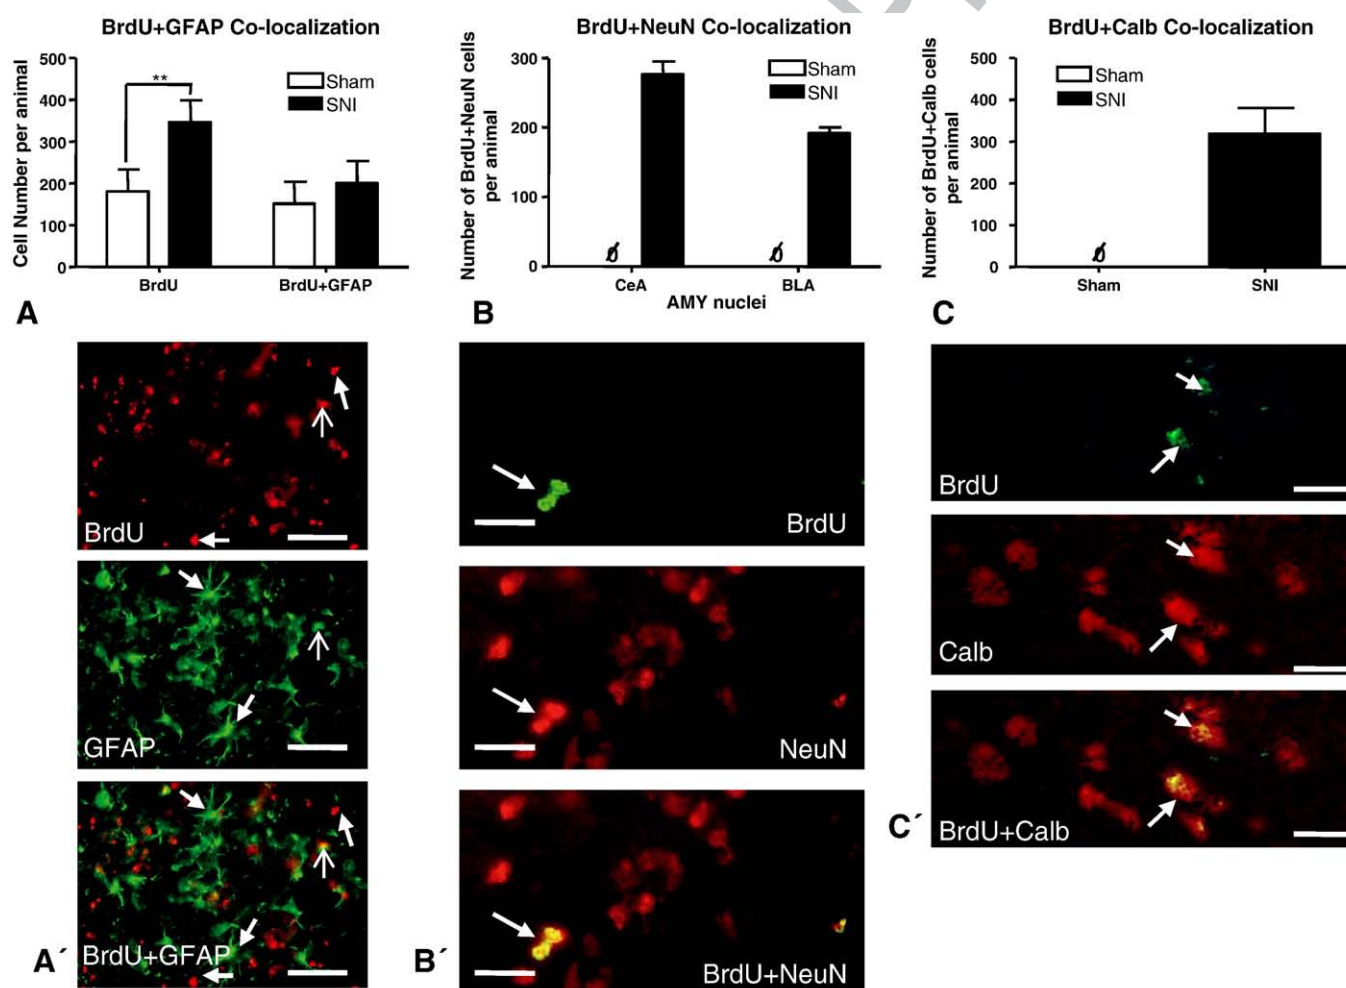 BrdU+GFAP Co-localization
Cell Number per animal
500
400
300
200
100
0
**
Sham
SNI
BrdU
BrdU+GFAP
A
BrdU+NeuN Co-localization
Number of BrdU+NeuN cells
per animal
300
200
100
0
Sham
SNI
0
0
CeA
BLA
AMY nuclei
B
BrdU+Calb Co-localization
Number of BrdU+Calb cells
per animal
500
400
300
200
100
0
Sham
SNI
0
Sham
SNI
C
BrdU
GFAP
BrdU+GFAP
A´
BrdU
NeuN
BrdU+NeuN
B´
BrdU
Calb
BrdU+Calb
C´